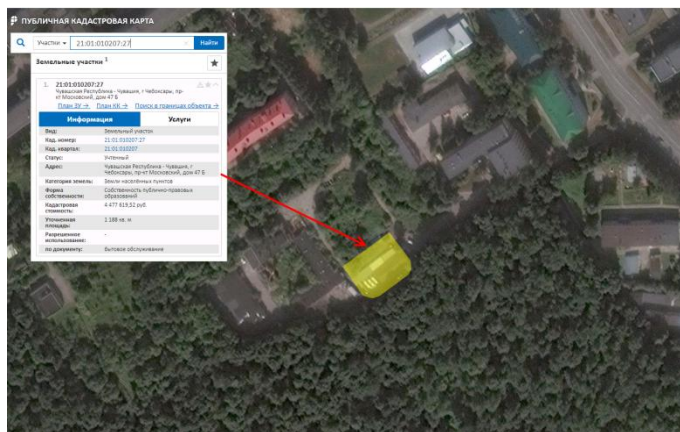 ПУБЛИЧНАЯ КАДАСТРОВАЯ КАРТА
Участки 21:01:010207:27 Найти
Земельные участки 1
1. 21:01:010207:27
Чувашская Республика - Чувашия, г Чебоксары, пр-
кт Московский, дом 47 Б
План ЗУ → План КК → Поиск в границах объекта →
Информация Услуги
Вид: Земельный участок
Кад. номер: 21:01:010207:27
Кад. квартал: 21:01:010207
Статус: Учтенный
Адрес: Чувашская Республика - Чувашия, г
Чебоксары, пр-кт Московский, дом 47 Б
Категория земель: Земли населённых пунктов
Форма собственности: Собственность публично-правовых
образований
Кадастровая стоимость: 4 477 619,52 руб.
Уточненная площадь: 1 188 кв. м
Разрешенное использование: -
по документу: Бытовое обслуживание